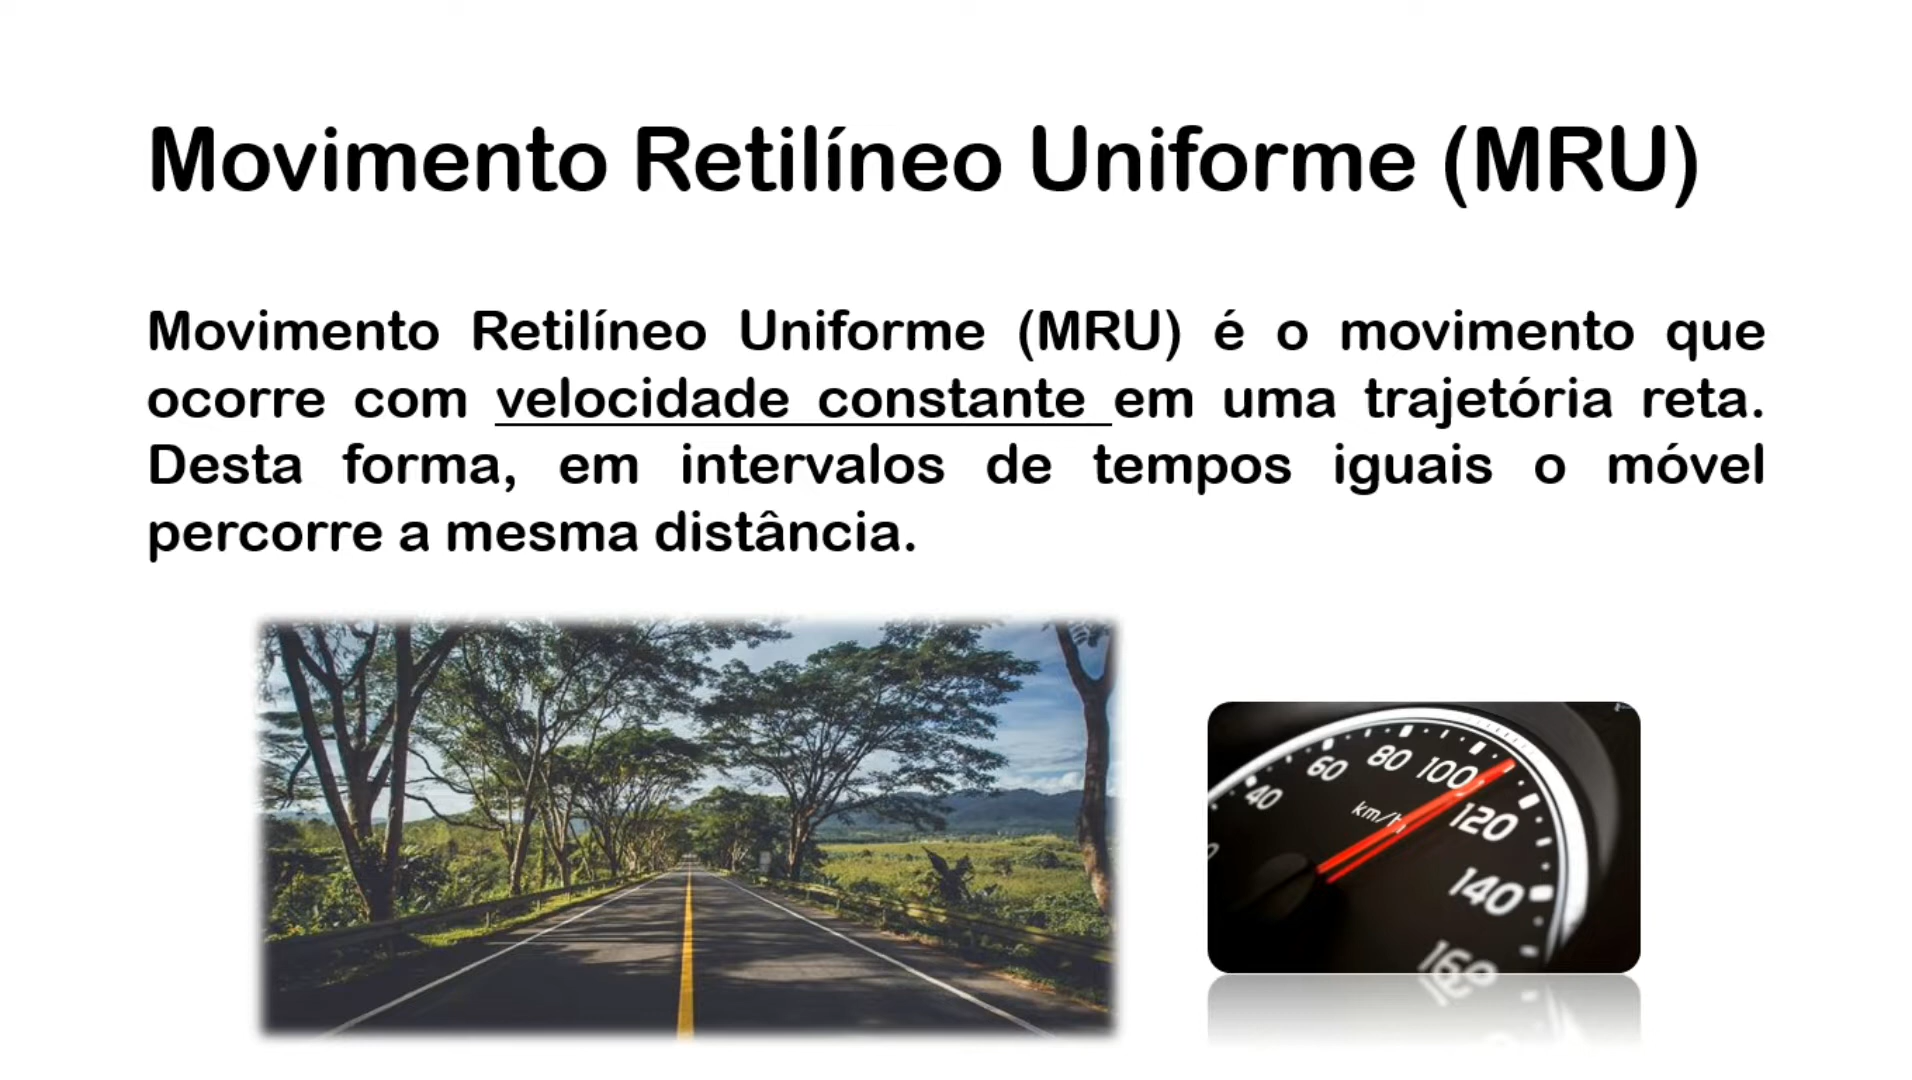 Movimento Retilíneo Uniforme (MRU)
Movimento Retilíneo Uniforme (MRU) é o movimento que
ocorre com velocidade constante em uma trajetória reta.
Desta forma, em intervalos de tempos iguais o móvel
percorre a mesma distância.
40
60
80
100
km/h
120
140
160